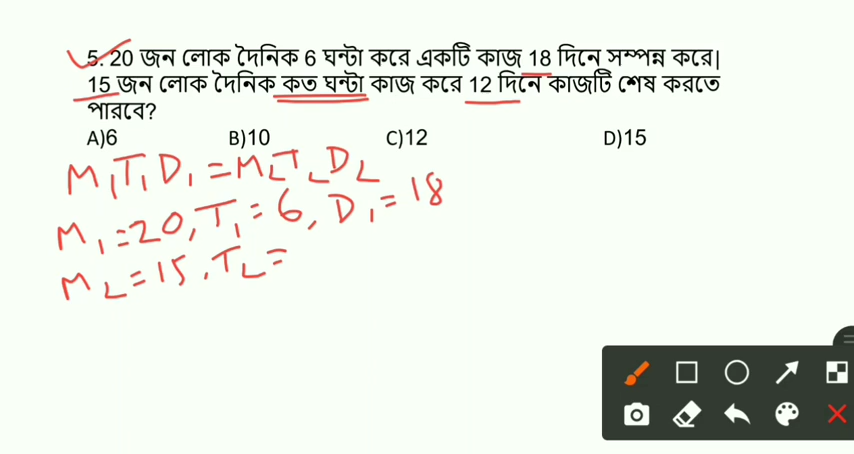 5. 20 জন লোক দৈনিক 6 ঘন্টা করে একটি কাজ 18 দিনে সম্পন্ন করে|
15 জন লোক দৈনিক কত ঘন্টা কাজ করে 12 দিনে কাজটি শেষ করতে
পারবে?
A)6 B)10 C)12 D)15
M₁T₁D₁ = M₂T₂D₂
M₁ = 20, T₁ = 6, D₁ = 18
M₂ = 15, T₂ =